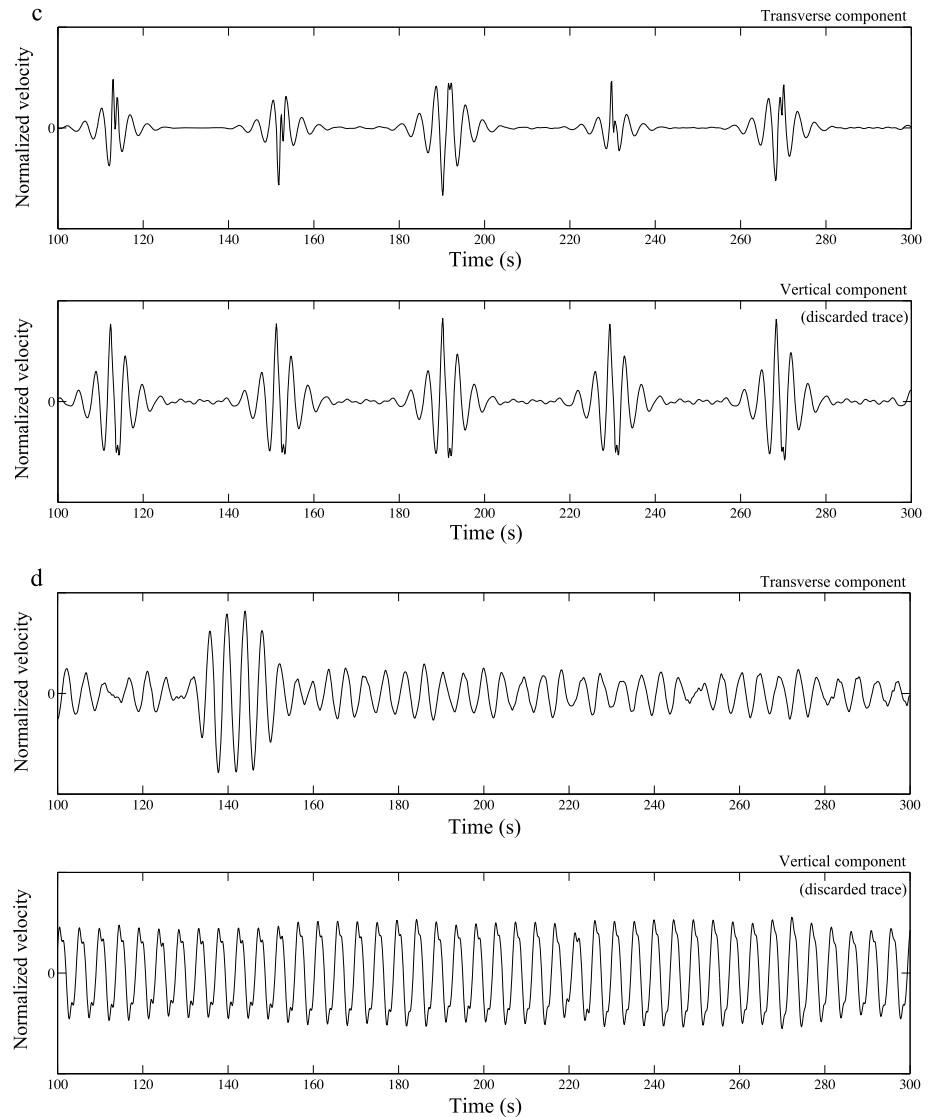 c
Transverse component
Normalized velocity
0
100 120 140 160 180 200 220 240 260 280 300
Time (s)
Vertical component
(discarded trace)
Normalized velocity
0
100 120 140 160 180 200 220 240 260 280 300
Time (s)
d
Transverse component
Normalized velocity
0
100 120 140 160 180 200 220 240 260 280 300
Time (s)
Vertical component
(discarded trace)
Normalized velocity
0
100 120 140 160 180 200 220 240 260 280 300
Time (s)